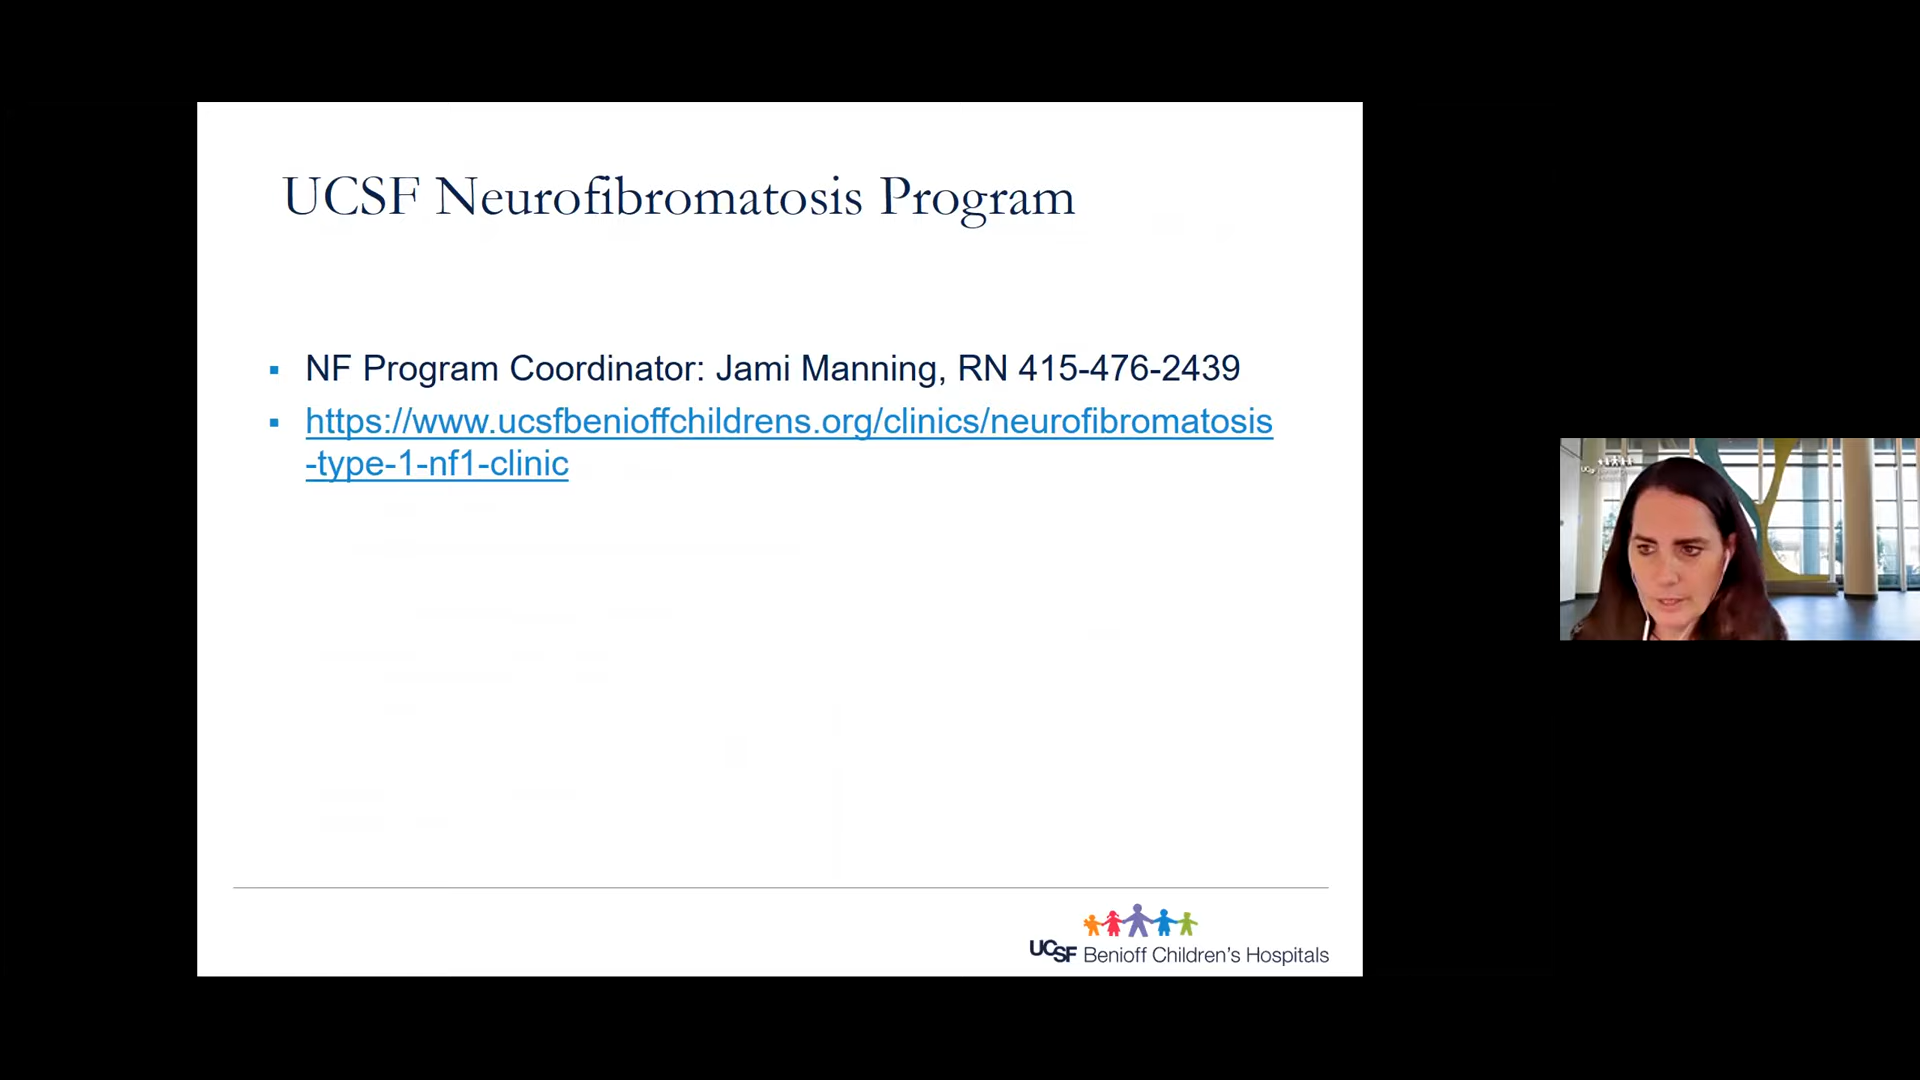 UCSF Neurofibromatosis Program
NF Program Coordinator: Jami Manning, RN 415-476-2439
https://www.ucsfbenioffchildrens.org/clinics/neurofibromatosis
-type-1-nf1-clinic
UCSF Benioff Children's Hospitals